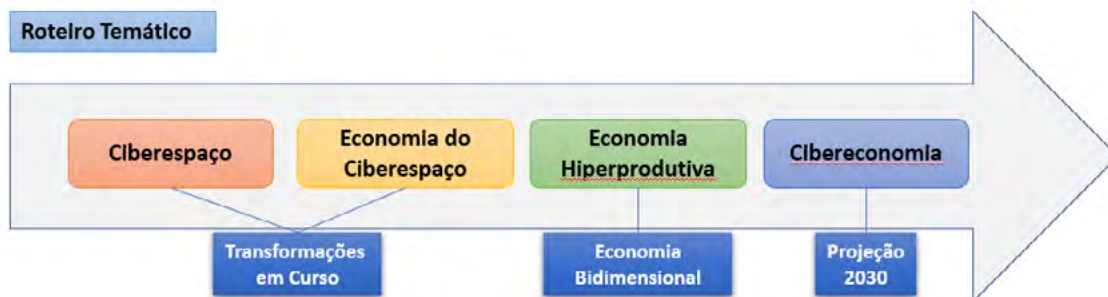 Roteiro Temático
Ciberespaço
Economia do
Ciberespaço
Economia
Hiperprodutiva
Cibereconomia
Transformações
em Curso
Economia
Bidimensional
Projeção
2030